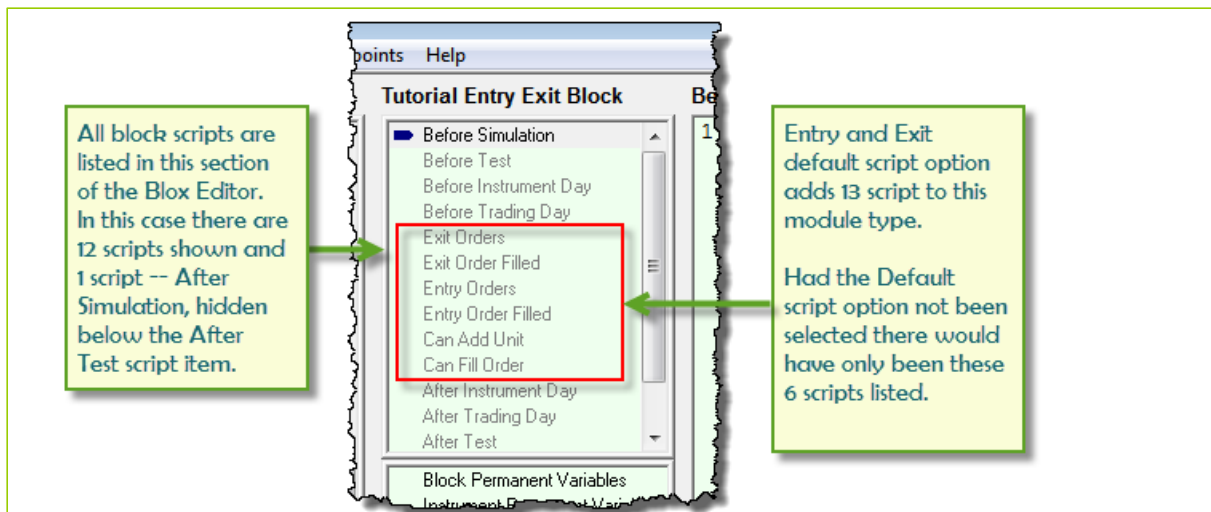 points Help
Tutorial Entry Exit Block
Be
All block scripts are
listed in this section
of the Blox Editor.
In this case there are
12 scripts shown and
1 script -- After
Simulation, hidden
below the After
Test script item.
Before Simulation
Before Test
Before Instrument Day
Before Trading Day
Exit Orders
Exit Order Filled
Entry Orders
Entry Order Filled
Can Add Unit
Can Fill Order
After Instrument Day
After Trading Day
After Test
Block Permanent Variables
1
Entry and Exit
default script option
adds 13 script to this
module type.
Had the Default
script option not been
selected there would
have only been these
6 scripts listed.